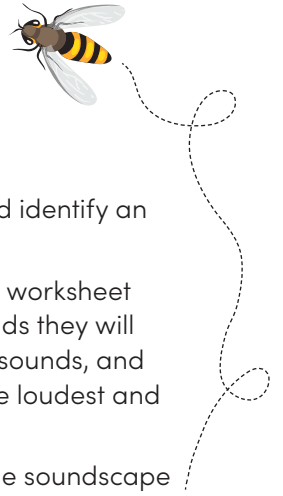 d identify an
worksheet
ds they will
sounds, and
e loudest and
e soundscape